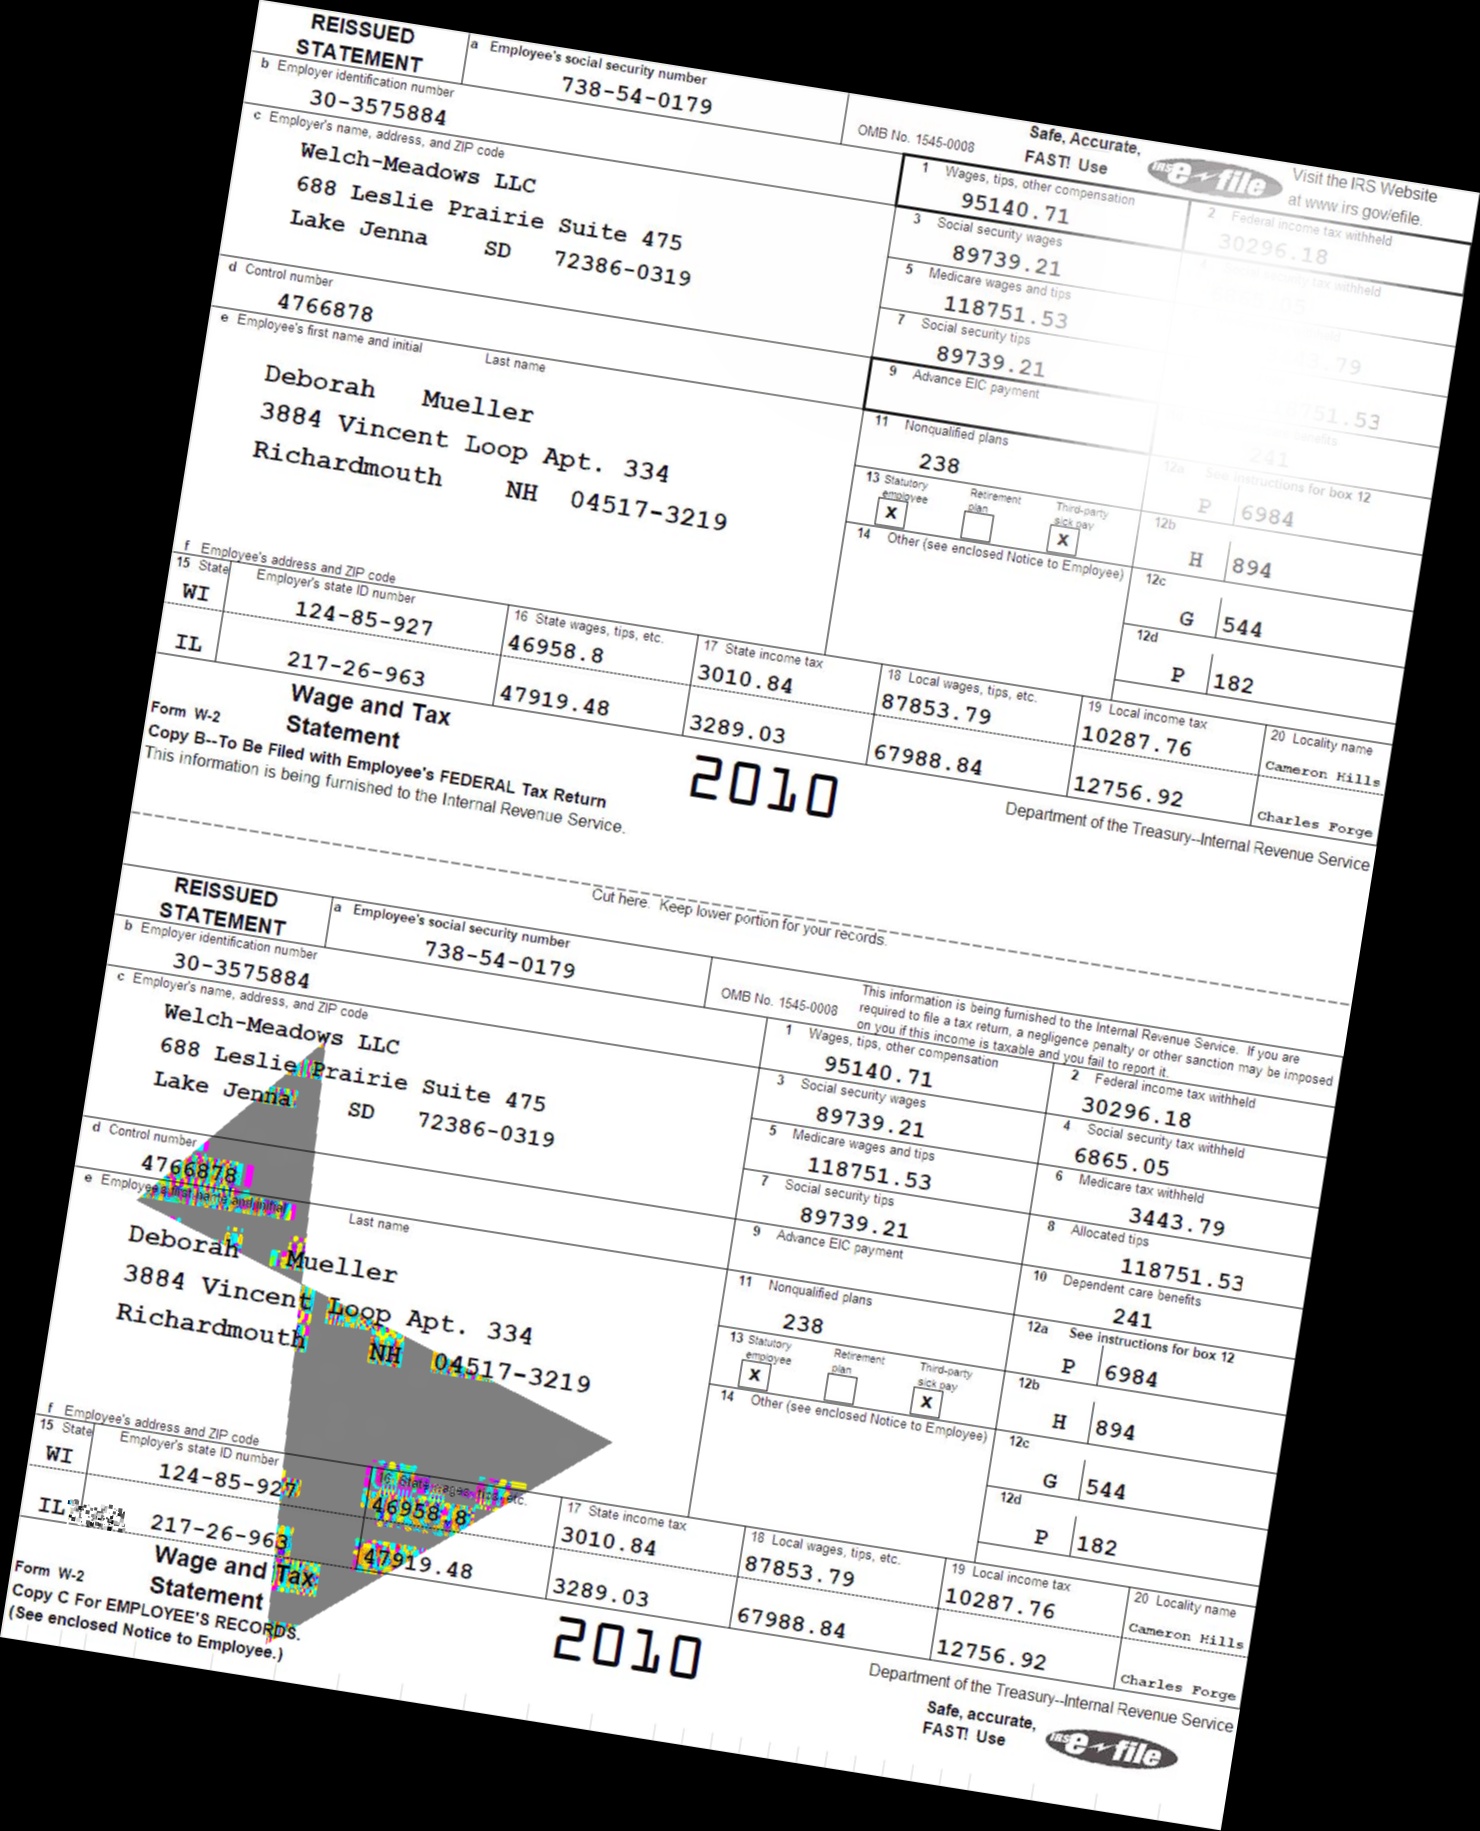 REISSUED
STATEMENT
a Employee's social security number
738-54-0179
OMB No. 1545-0008
Safe, Accurate,
FAST! Use
IRS e-file
Visit the IRS Website
at www.irs.gov/efile.
b Employer identification number
30-3575884
c Employer's name, address, and ZIP code
Welch-Meadows LLC
688 Leslie Prairie Suite 475
Lake Jenna SD 72386-0319
1 Wages, tips, other compensation
95140.71
2 Federal income tax withheld
30296.18
3 Social security wages
89739.21
tax withheld
5 Medicare wages and tips
118751.53
7 Social security tips
89739.21
d Control number
4766878
9 Advance EIC payment
e Employee's first name and initial Last name
Deborah Mueller
3884 Vincent Loop Apt. 334
Richardmouth NH 04517-3219
11 Nonqualified plans
238
241
12a See instructions for box 12
P 6984
13 Statutory employee
X
Retirement plan
Third-party sick pay
X
12b
H 894
14 Other (see enclosed Notice to Employee)
12c
G 544
12d
P 182
f Employee's address and ZIP code
15 State Employer's state ID number
WI 124-85-927
IL 217-26-963
16 State wages, tips, etc.
46958.8
47919.48
17 State income tax
3010.84
3289.03
18 Local wages, tips, etc.
87853.79
67988.84
19 Local income tax
10287.76
12756.92
20 Locality name
Cameron Hills
Charles Forge
Form W-2
Wage and Tax
Statement
2010
Department of the Treasury--Internal Revenue Service
Copy B--To Be Filed with Employee's FEDERAL Tax Return
This information is being furnished to the Internal Revenue Service.
Cut here. Keep lower portion for your records.
REISSUED
STATEMENT
a Employee's social security number
738-54-0179
OMB No. 1545-0008
This information is being furnished to the Internal Revenue Service. If you are
required to file a tax return, a negligence penalty or other sanction may be imposed
on you if this income is taxable and you fail to report it.
b Employer identification number
30-3575884
c Employer's name, address, and ZIP code
Welch-Meadows LLC
688 Leslie Prairie Suite 475
Lake Jenna SD 72386-0319
1 Wages, tips, other compensation
95140.71
2 Federal income tax withheld
30296.18
3 Social security wages
89739.21
4 Social security tax withheld
6865.05
5 Medicare wages and tips
118751.53
6 Medicare tax withheld
3443.79
7 Social security tips
89739.21
8 Allocated tips
118751.53
d Control number
4766878
9 Advance EIC payment
10 Dependent care benefits
241
e Employee's first name and initial Last name
Deborah Mueller
3884 Vincent Loop Apt. 334
Richardmouth NH 04517-3219
11 Nonqualified plans
238
12a See instructions for box 12
P 6984
13 Statutory employee
X
Retirement plan
Third-party sick pay
X
12b
H 894
14 Other (see enclosed Notice to Employee)
12c
G 544
12d
P 182
f Employee's address and ZIP code
15 State Employer's state ID number
WI 124-85-927
IL 217-26-963
16 State wages, tips, etc.
46958.8
47919.48
17 State income tax
3010.84
3289.03
18 Local wages, tips, etc.
87853.79
67988.84
19 Local income tax
10287.76
12756.92
20 Locality name
Cameron Hills
Charles Forge
Form W-2
Wage and Tax
Statement
2010
Department of the Treasury--Internal Revenue Service
Copy C For EMPLOYEE'S RECORDS.
(See enclosed Notice to Employee.)
Safe, accurate,
FAST! Use
IRS e-file